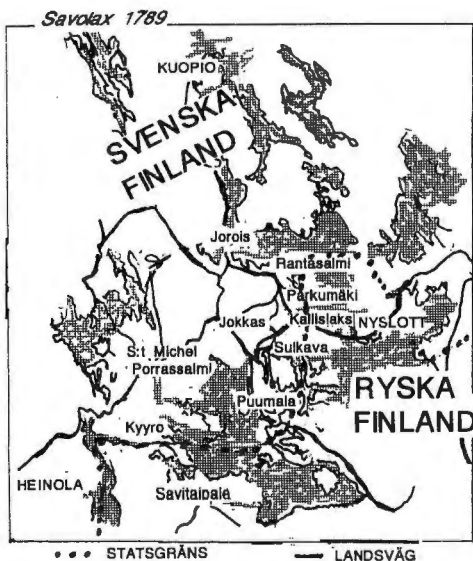 Savolax 1789
KUOPIO
SVENSKA-
FINLAND
Jorois
Rantasalmi
Parkumäki
Kallislaks
NYSLOTT
Jokkas
Sulkava
S:t Michel
Porrassalmi
RYSKA
FINLAND
Puumala
Kyyro
HEINOLA
Savitaipale
STATSGRÄNS
LANDSVÄG